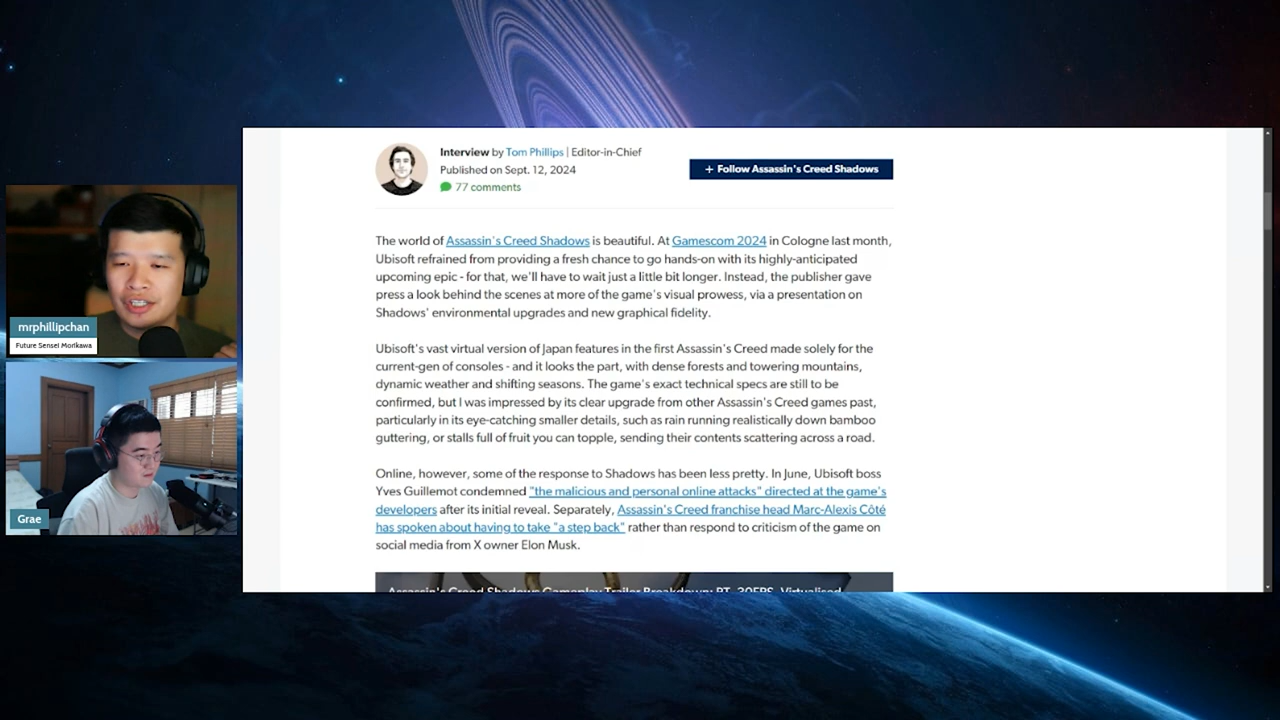 Interview by Tom Phillips | Editor-in-Chief
Published on Sept. 12, 2024
77 comments
+ Follow Assassin's Creed Shadows
The world of Assassin's Creed Shadows is beautiful. At Gamescom 2024 in Cologne last month,
Ubisoft refrained from providing a fresh chance to go hands-on with its highly-anticipated
upcoming epic - for that, we'll have to wait just a little bit longer. Instead, the publisher gave
press a look behind the scenes at more of the game's visual prowess, via a presentation on
Shadows' environmental upgrades and new graphical fidelity.
Ubisoft's vast virtual version of Japan features in the first Assassin's Creed made solely for the
current-gen of consoles - and it looks the part, with dense forests and towering mountains,
dynamic weather and shifting seasons. The game's exact technical specs are still to be
confirmed, but I was impressed by its clear upgrade from other Assassin's Creed games past,
particularly in its eye-catching smaller details, such as rain running realistically down bamboo
guttering, or stalls full of fruit you can topple, sending their contents scattering across a road.
Online, however, some of the response to Shadows has been less pretty. In June, Ubisoft boss
Yves Guillemot condemned "the malicious and personal online attacks" directed at the game's
developers after its initial reveal. Separately, Assassin's Creed franchise head Marc-Alexis Côté
has spoken about having to take "a step back" rather than respond to criticism of the game on
social media from X owner Elon Musk.
Assassin's Creed Shadows Gameplay Trailer Breakdown: RT, 30FPS, Virtualised
mrphillipchan
Future Sensei Morikawa
Grae